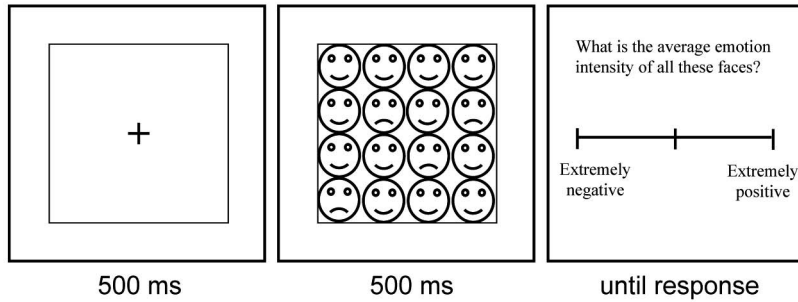 What is the average emotion
intensity of all these faces?
Extremely
negative
Extremely
positive
500 ms
500 ms
until response